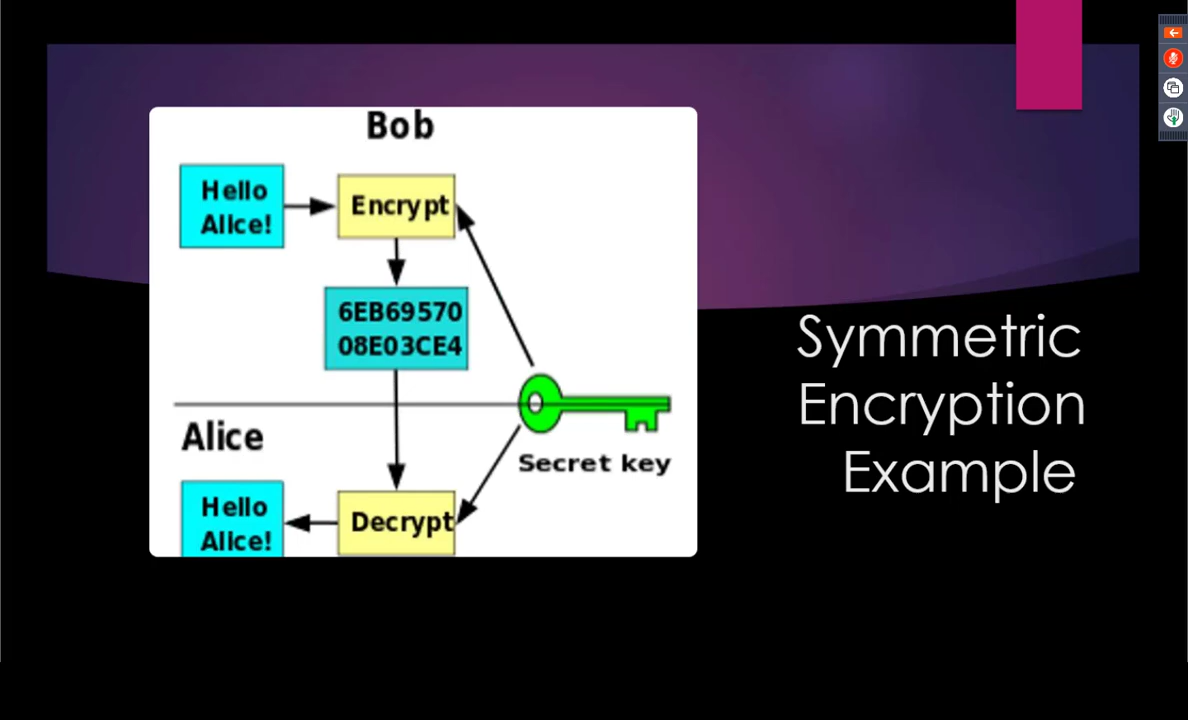 Bob
Hello
Alice!
Encrypt
6EB69570
08E03CE4
Alice
Secret key
Hello
Alice!
Decrypt
Symmetric
Encryption
Example